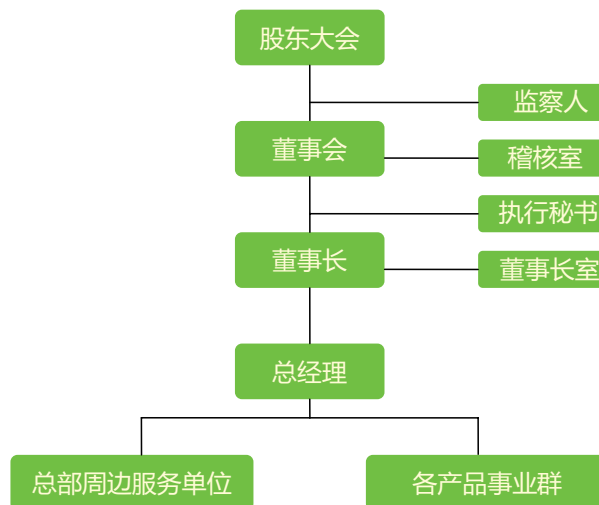 股东大会
监察人
董事会
稽核室
执行秘书
董事长
董事长室
总经理
总部周边服务单位
各产品事业群